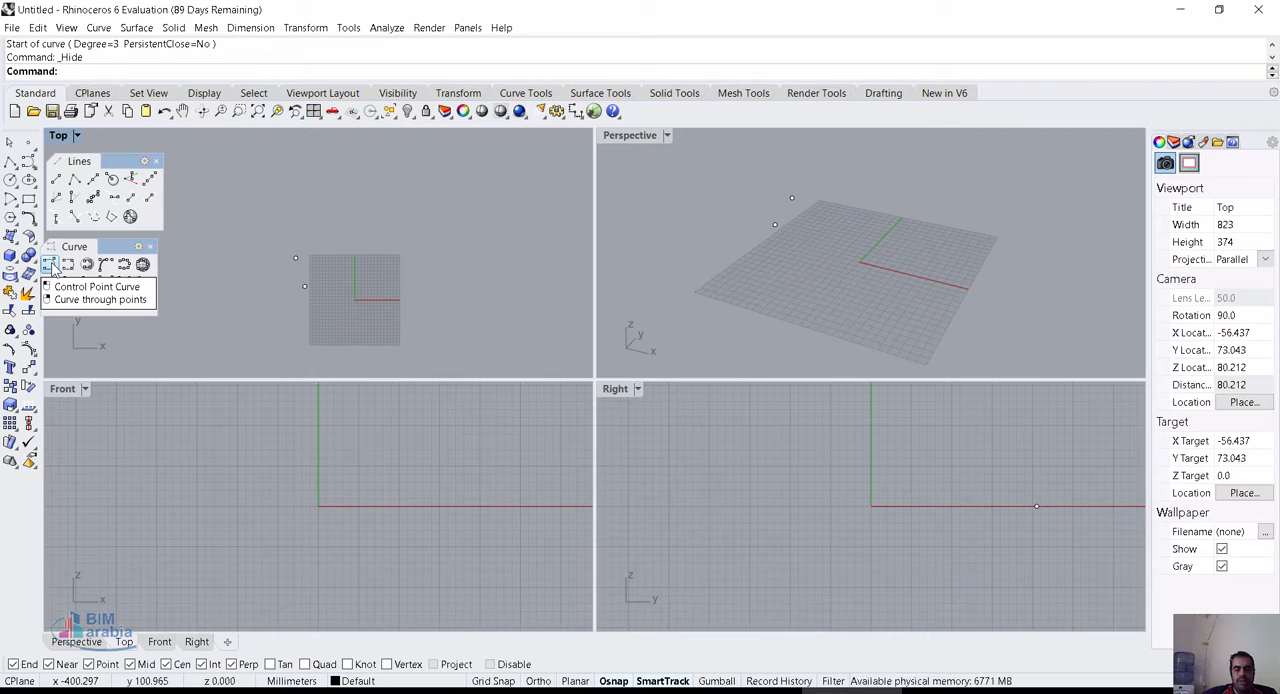 Untitled - Rhinoceros 6 Evaluation (89 Days Remaining)
File Edit View Curve Surface Solid Mesh Dimension Transform Tools Analyze Render Panels Help
Start of curve ( Degree=3 PersistentClose=No )
Command: _Hide
Command:
Standard CPlanes Set View Display Select Viewport Layout Visibility Transform Curve Tools Surface Tools Solid Tools Mesh Tools Render Tools Drafting New in V6
Top
Lines
Curve
Control Point Curve
Curve through points
y
x
Perspective
z
y
x
Front
z
x
Right
z
y
Viewport
Title Top
Width 823
Height 374
Projecti... Parallel
Camera
Lens Le... 50.0
Rotation 90.0
X Locat... -56.437
Y Locat... 73.043
Z Locat... 80.212
Distanc... 80.212
Location Place...
Target
X Target -56.437
Y Target 73.043
Z Target 0.0
Location Place...
Wallpaper
Filename (none) ...
Show
Gray
BIM
arabia
Perspective Top Front Right
End Near Point Mid Cen Int Perp Tan Quad Knot Vertex Project Disable
CPlane x -400.297 y 100.965 z 0.000 Millimeters Default Grid Snap Ortho Planar Osnap SmartTrack Gumball Record History Filter Available physical memory: 6771 MB